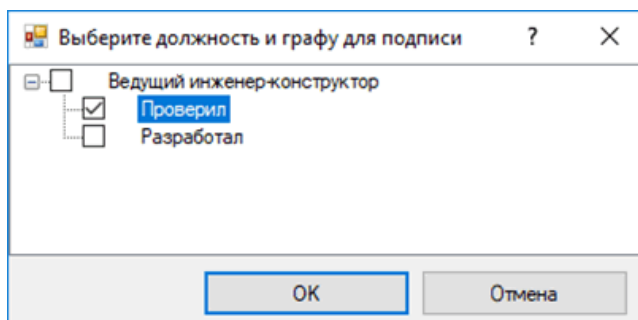 Выберите должность и графу для подписи ?
Ведущий инженер-конструктор
Проверил
Разработал
OK Отмена